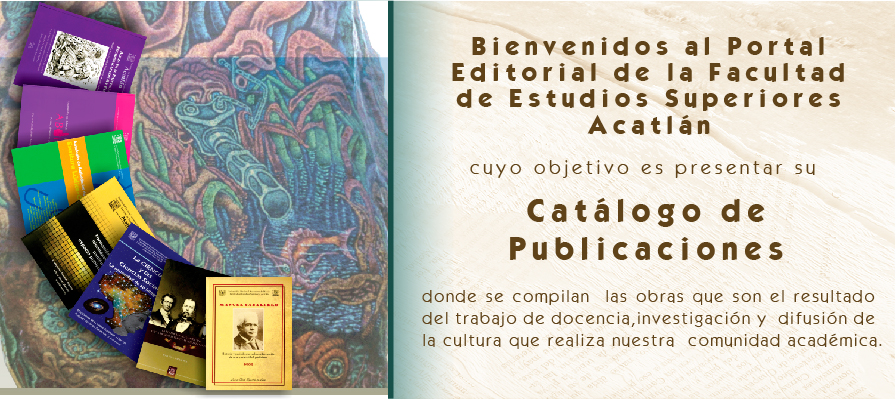 Bienvenidos al Portal
Editorial de la Facultad
de Estudios Superiores
Acatlán
cuyo objetivo es presentar su
Catálogo de
Publicaciones
donde se compilan las obras que son el resultado
del trabajo de docencia,investigación y difusión de
la cultura que realiza nuestra comunidad académica.